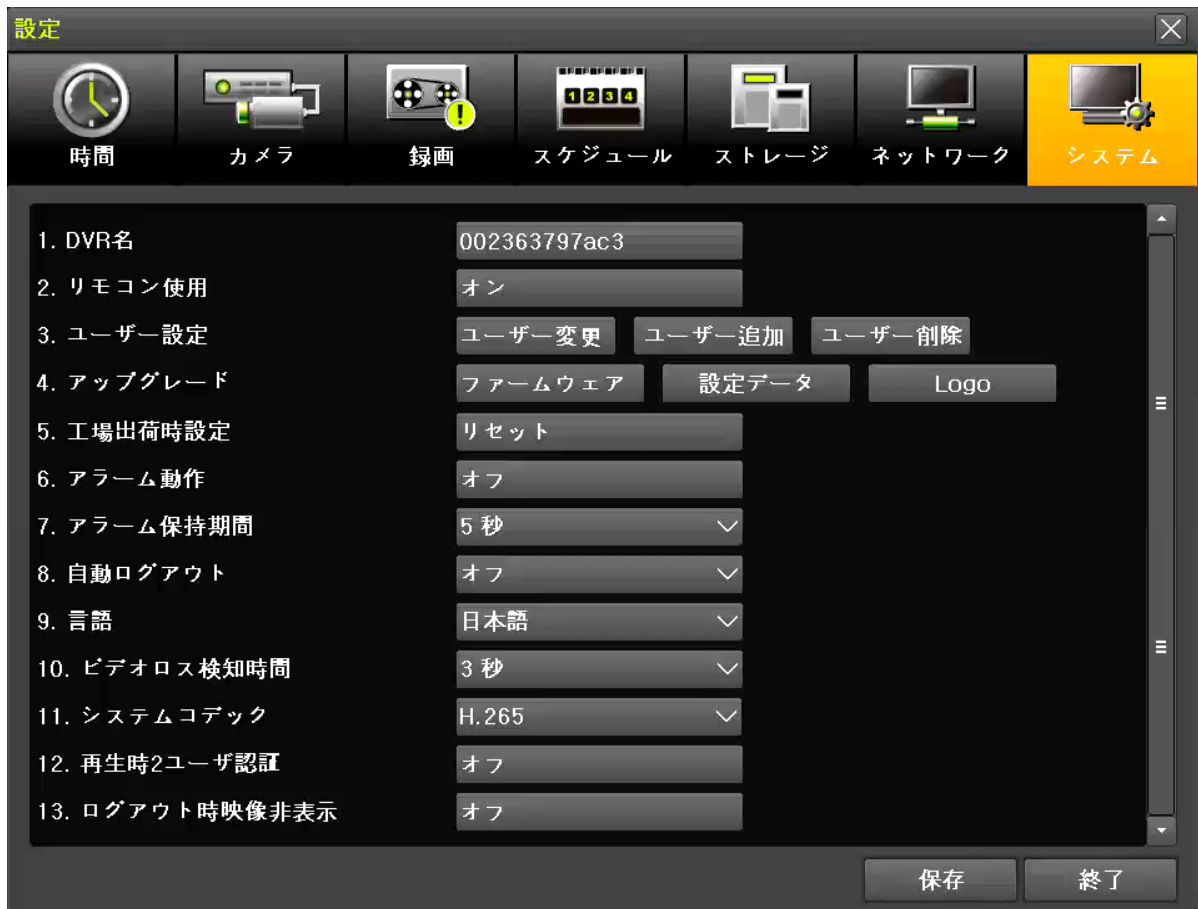 設定
時間 カメラ 録画 スケジュール ストレージ ネットワーク システム
1. DVR名 002363797ac3
2. リモコン使用 オン
3. ユーザー設定 ユーザー変更 ユーザー追加 ユーザー削除
4. アップグレード ファームウェア 設定データ Logo
5. 工場出荷時設定 リセット
6. アラーム動作 オフ
7. アラーム保持期間 5 秒
8. 自動ログアウト オフ
9. 言語 日本語
10. ビデオロス検知時間 3 秒
11. システムコデック H.265
12. 再生時2ユーザ認証 オフ
13. ログアウト時映像非表示 オフ
保存 終了